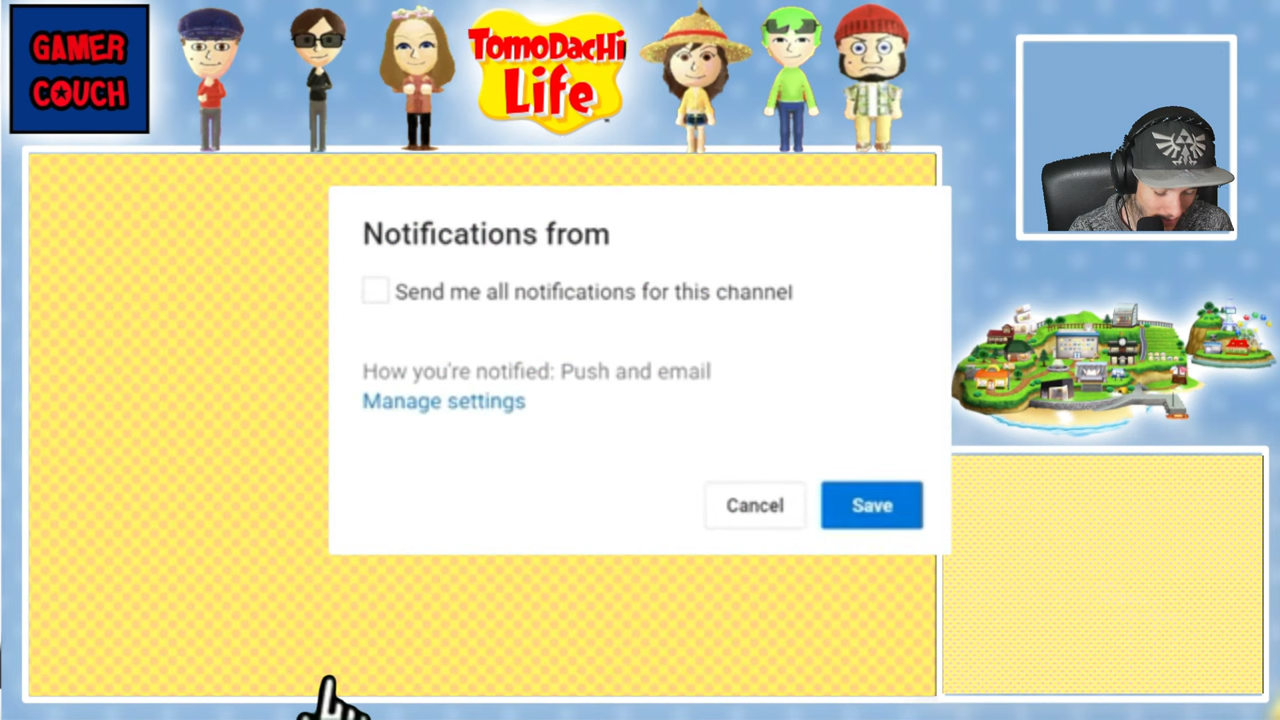 GAMER
COUCH
TOMODACHI
Life
Notifications from
Send me all notifications for this channel
How you're notified: Push and email
Manage settings
Cancel
Save